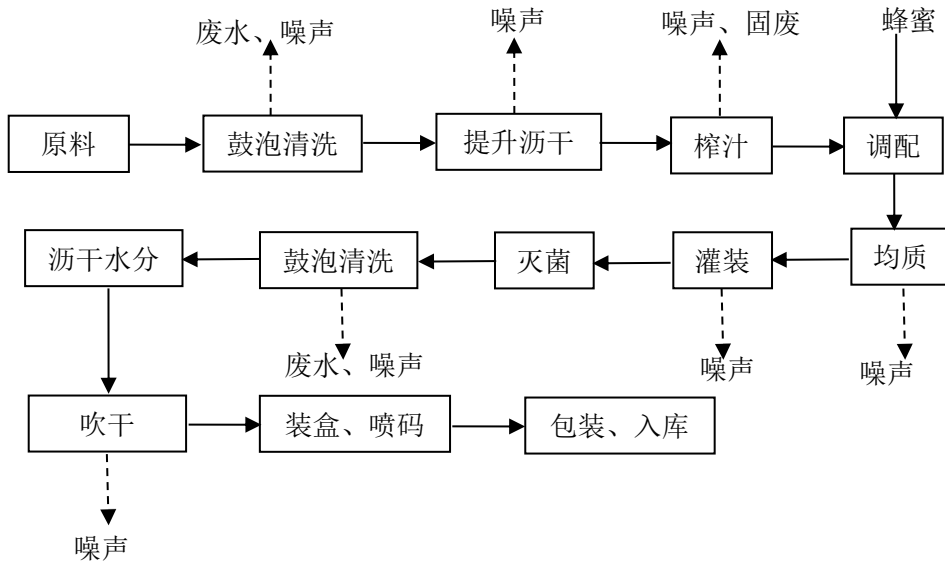 废水、噪声
噪声
噪声、固废
蜂蜜
原料
鼓泡清洗
提升沥干
榨汁
调配
沥干水分
鼓泡清洗
灭菌
灌装
均质
废水、噪声
噪声
噪声
吹干
装盒、喷码
包装、入库
噪声